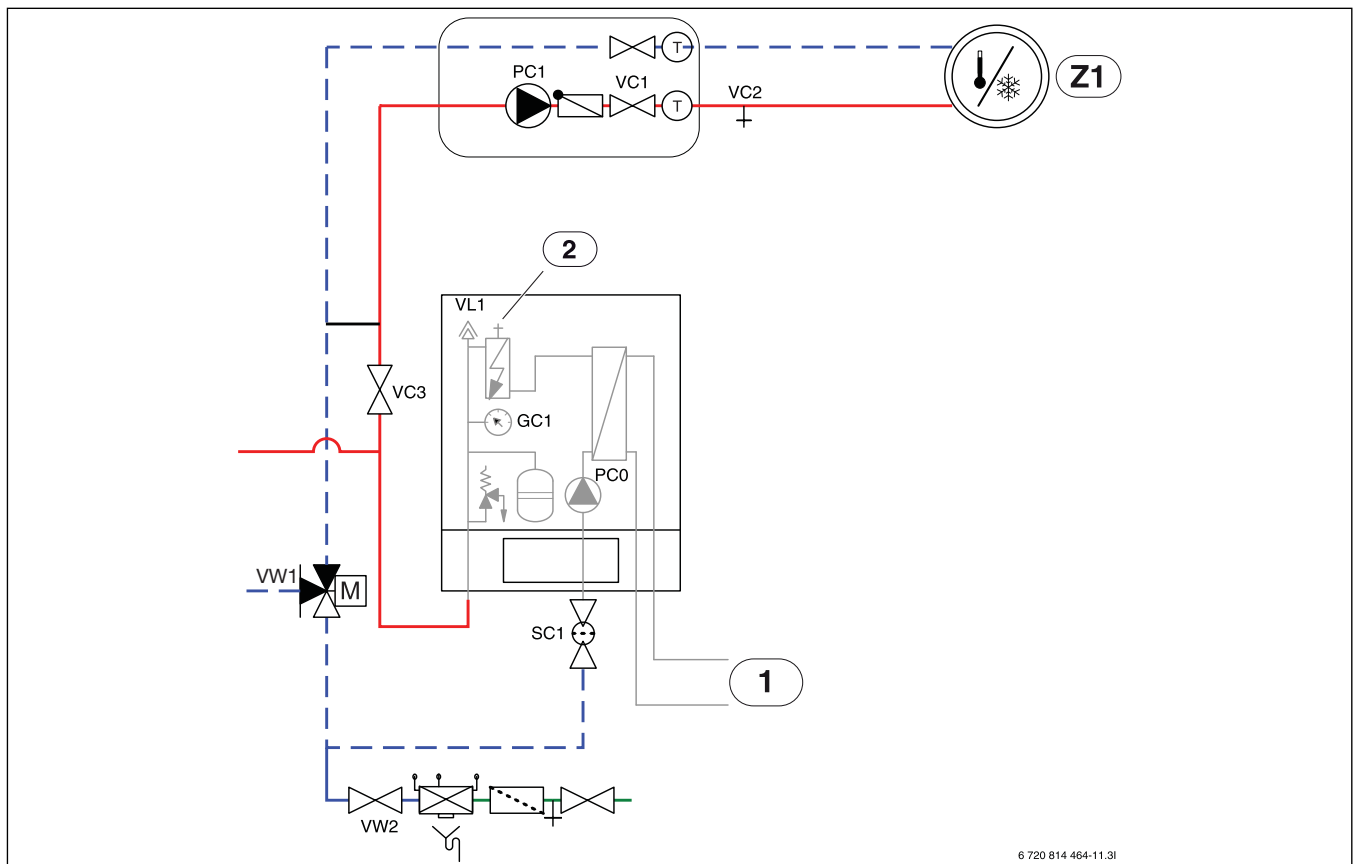 T
PC1
VC1
Z1
T
VC2
2
VL1
VC3
GC1
PC0
VW1
M
SC1
1
VW2
6 720 814 464-11.3I